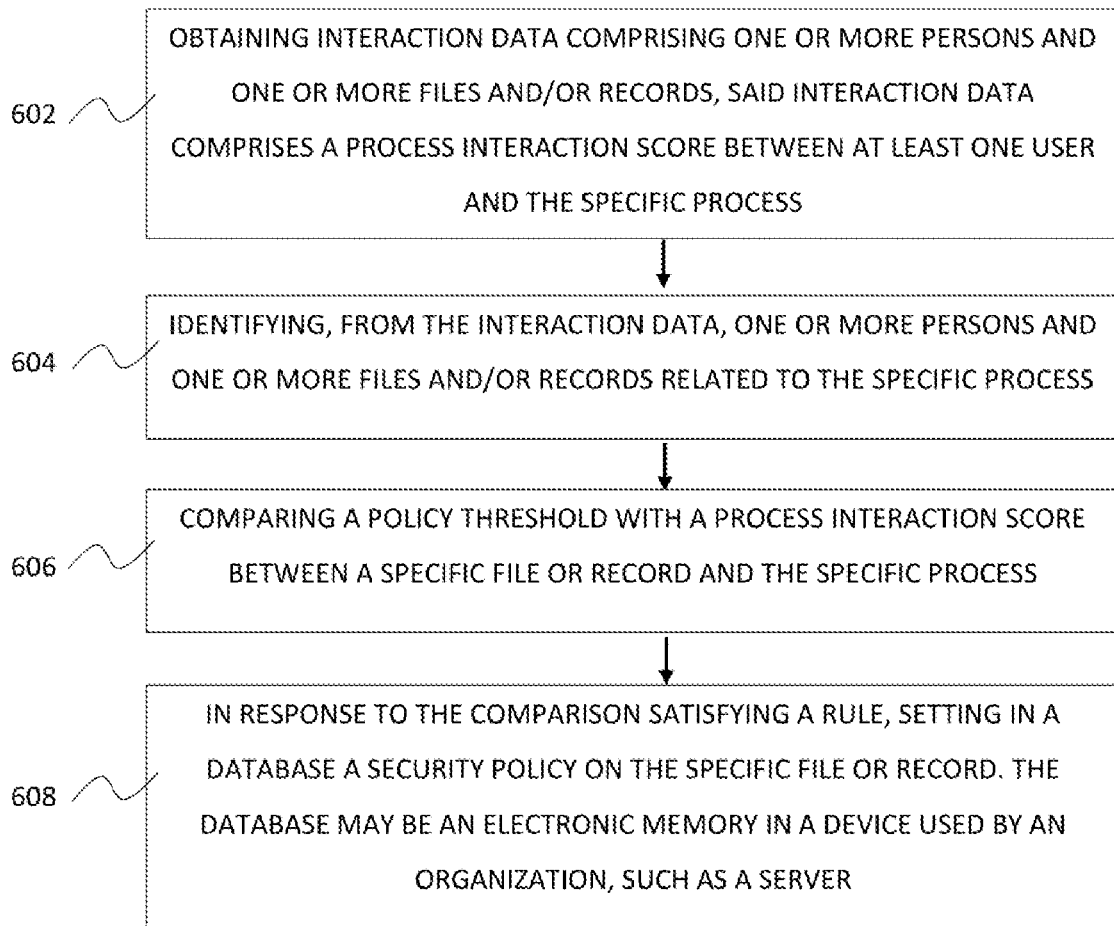 OBTAINING INTERACTION DATA COMPRISING ONE OR MORE PERSONS AND
ONE OR MORE FILES AND/OR RECORDS, SAID INTERACTION DATA
602
COMPRISES A PROCESS INTERACTION SCORE BETWEEN AT LEAST ONE USER
AND THE SPECIFIC PROCESS
IDENTIFYING, FROM THE INTERACTION DATA, ONE OR MORE PERSONS AND
604
ONE OR MORE FILES AND/OR RECORDS RELATED TO THE SPECIFIC PROCESS
COMPARING A POLICY THRESHOLD WITH A PROCESS INTERACTION SCORE
606
BETWEEN A SPECIFIC FILE OR RECORD AND THE SPECIFIC PROCESS
IN RESPONSE TO THE COMPARISON SATISFYING A RULE, SETTING IN A
DATABASE A SECURITY POLICY ON THE SPECIFIC FILE OR RECORD. THE
608
DATABASE MAY BE AN ELECTRONIC MEMORY IN A DEVICE USED BY AN
ORGANIZATION, SUCH AS A SERVER